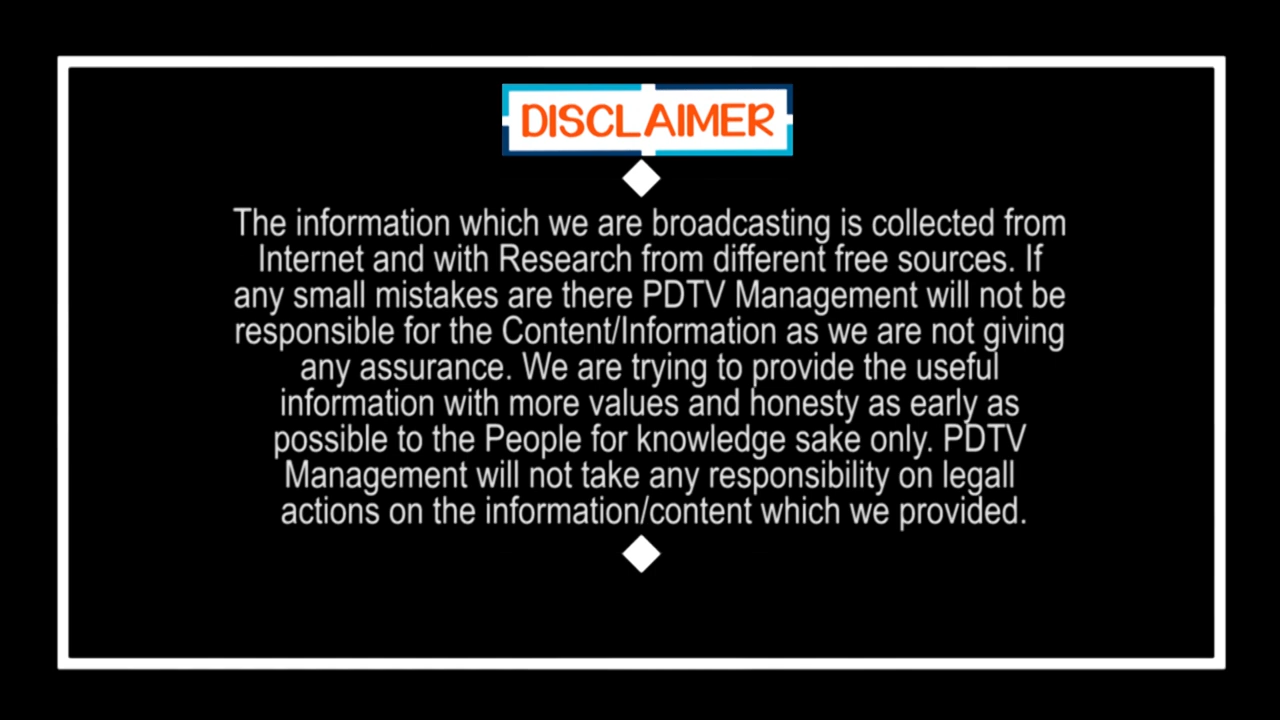 DISCLAIMER
The information which we are broadcasting is collected from
Internet and with Research from different free sources. If
any small mistakes are there PDTV Management will not be
responsible for the Content/Information as we are not giving
any assurance. We are trying to provide the useful
information with more values and honesty as early as
possible to the People for knowledge sake only. PDTV
Management will not take any responsibility on legall
actions on the information/content which we provided.